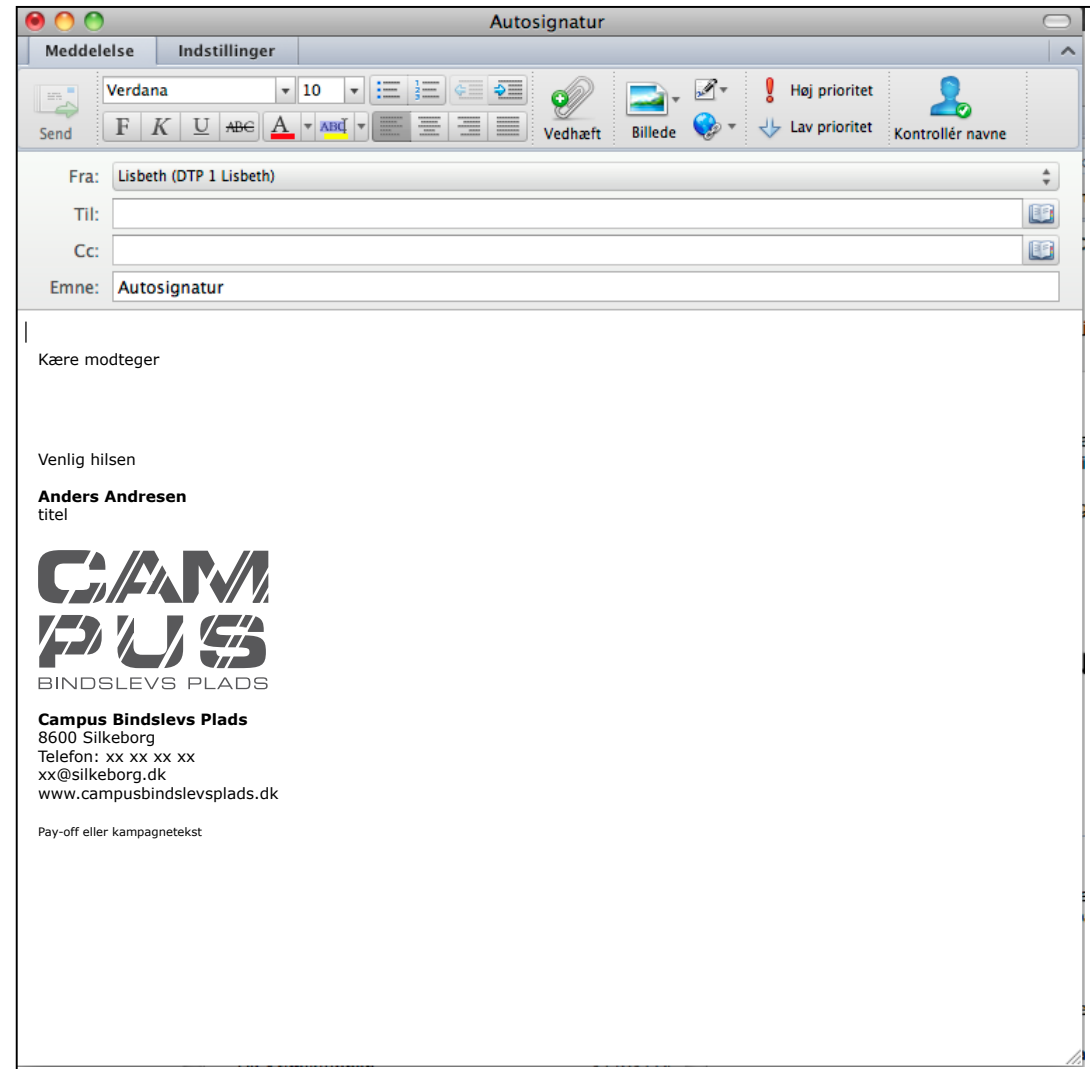 Autosignatur
Meddelelse Indstillinger
Verdana 10
Høj prioritet
F K U ABC A ABC
Send Vedhæft Billede Lav prioritet Kontrollér navne
Fra: Lisbeth (DTP 1 Lisbeth)
Til:
Cc:
Emne: Autosignatur
Kære modteger
Venlig hilsen
Anders Andresen
titel
CAM
PUS
BINDSLEVS PLADS
Campus Bindslevs Plads
8600 Silkeborg
Telefon: xx xx xx xx
xx@silkeborg.dk
www.campusbindslevsplads.dk
Pay-off eller kampagnetekst